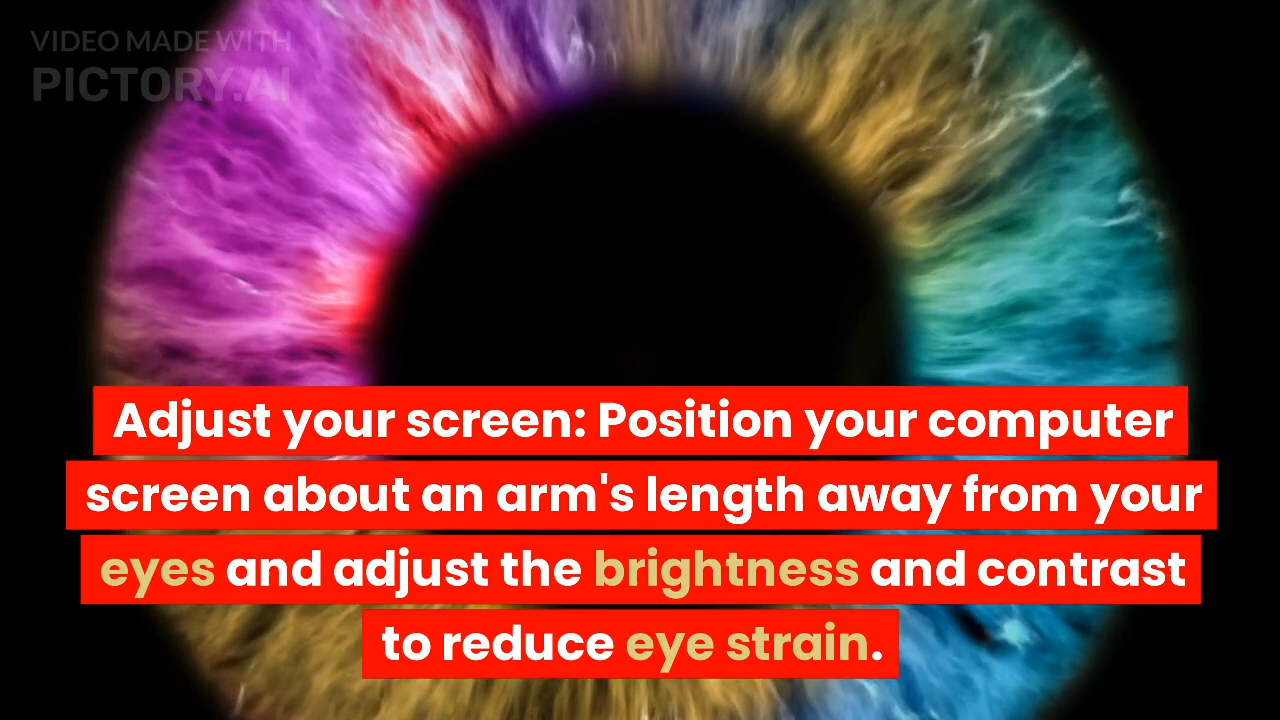 VIDEO MADE WITH
PICTORY.AI
Adjust your screen: Position your computer
screen about an arm's length away from your
eyes and adjust the brightness and contrast
to reduce eye strain.